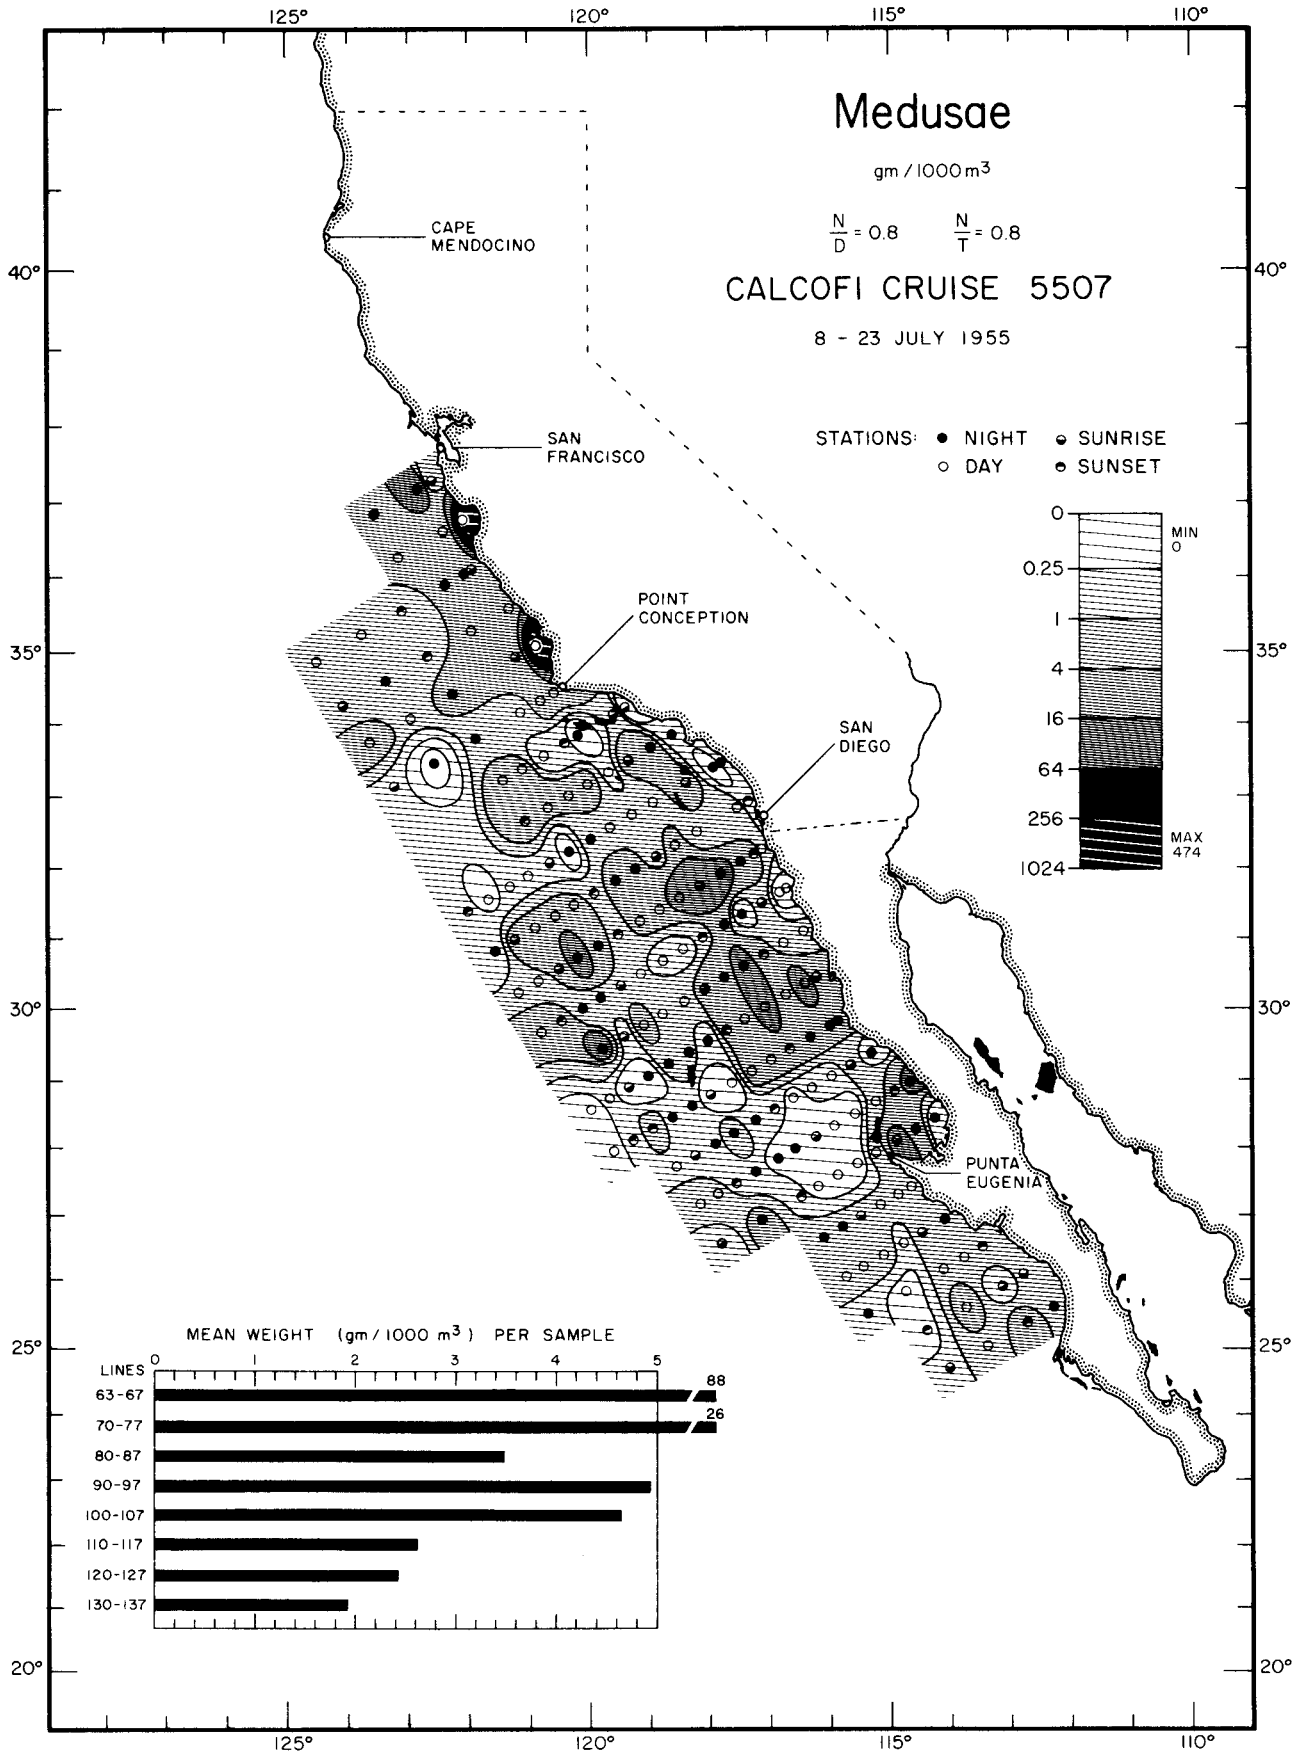 125° 120° 115° 110°
Medusae
gm/1000m³
N/D = 0.8 N/T = 0.8
CALCOFI CRUISE 5507
8 - 23 JULY 1955
CAPE
MENDOCINO
40° 40°
SAN
FRANCISCO
STATIONS: ● NIGHT ◒ SUNRISE
○ DAY ◓ SUNSET
0
MIN
0
0.25
1
4
16
64
256
MAX
474
1024
POINT
CONCEPTION
35° 35°
SAN
DIEGO
30° 30°
PUNTA
EUGENIA
25° 25°
MEAN WEIGHT (gm/1000 m³) PER SAMPLE
0 1 2 3 4 5
LINES
63-67 88
70-77 26
80-87
90-97
100-107
110-117
120-127
130-137
20° 20°
125° 120° 115° 110°